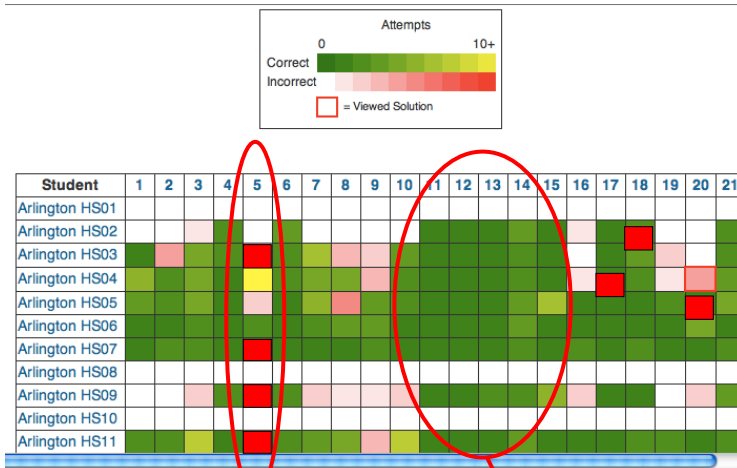 Attempts
0 10+
Correct
Incorrect
= Viewed Solution
Student 1 2 3 4 5 6 7 8 9 10 11 12 13 14 15 16 17 18 19 20 21
Arlington HS01
Arlington HS02
Arlington HS03
Arlington HS04
Arlington HS05
Arlington HS06
Arlington HS07
Arlington HS08
Arlington HS09
Arlington HS10
Arlington HS11